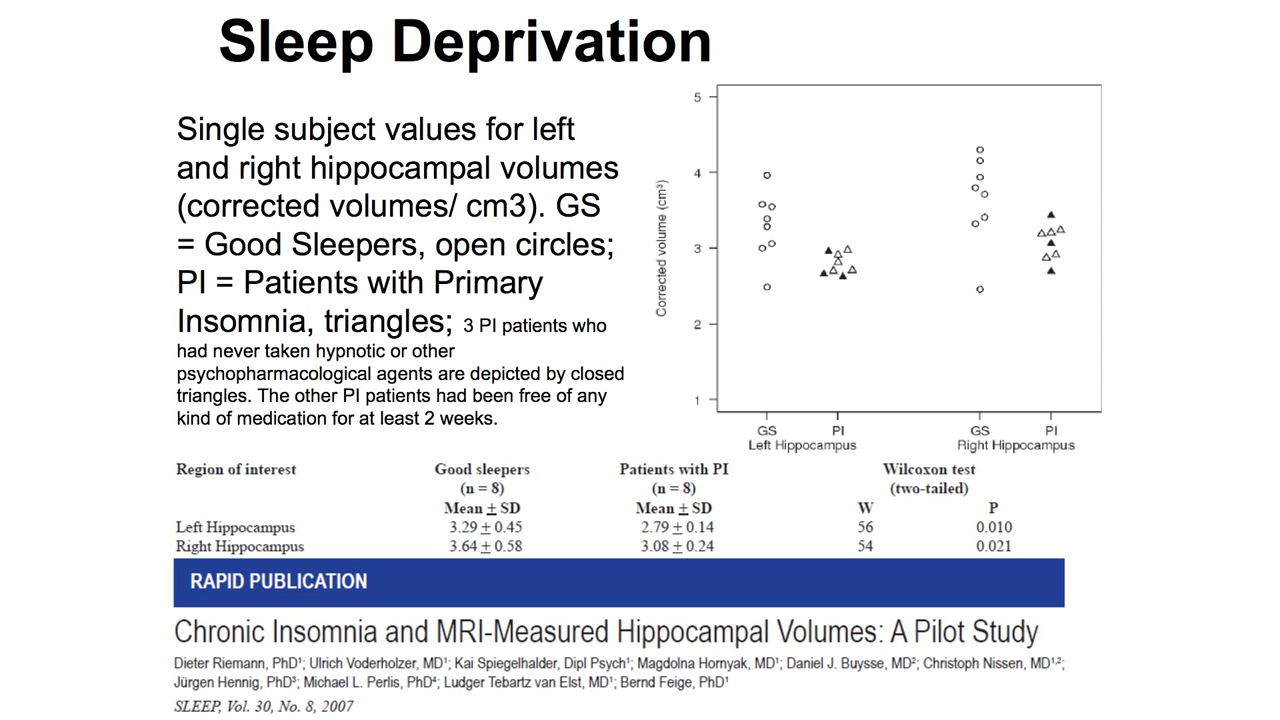 Sleep Deprivation
Single subject values for left
and right hippocampal volumes
(corrected volumes/ cm3). GS
= Good Sleepers, open circles;
PI = Patients with Primary
Insomnia, triangles; 3 PI patients who
had never taken hypnotic or other
psychopharmacological agents are depicted by closed
triangles. The other PI patients had been free of any
kind of medication for at least 2 weeks.
Corrected volume (cm³)
5
4
3
2
1
GS PI GS PI
Left Hippocampus Right Hippocampus
Region of interest Good sleepers Patients with PI Wilcoxon test
(n = 8) (n = 8) (two-tailed)
Mean ± SD Mean ± SD W P
Left Hippocampus 3.29 ± 0.45 2.79 ± 0.14 56 0.010
Right Hippocampus 3.64 ± 0.58 3.08 ± 0.24 54 0.021
RAPID PUBLICATION
Chronic Insomnia and MRI-Measured Hippocampal Volumes: A Pilot Study
Dieter Riemann, PhD¹; Ulrich Voderholzer, MD¹; Kai Spiegelhalder, Dipl Psych¹; Magdolna Hornyak, MD¹; Daniel J. Buysse, MD²; Christoph Nissen, MD¹,²;
Jürgen Hennig, PhD³; Michael L. Perlis, PhD⁴; Ludger Tebartz van Elst, MD¹; Bernd Feige, PhD¹
SLEEP, Vol. 30, No. 8, 2007